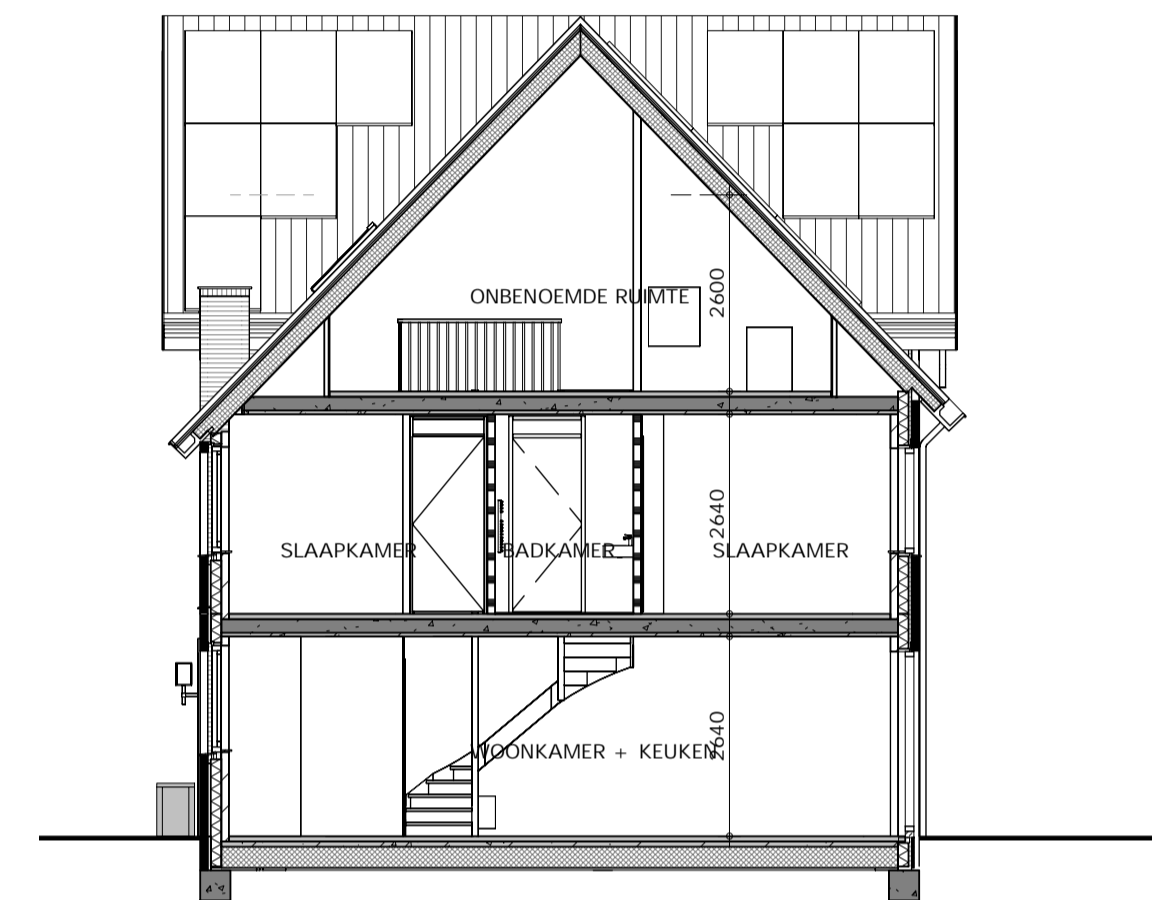 ONBENOEMDE RUIMTE
2600
SLAAPKAMER
BADKAMER
SLAAPKAMER
2640
WOONKAMER + KEUKEN
2640